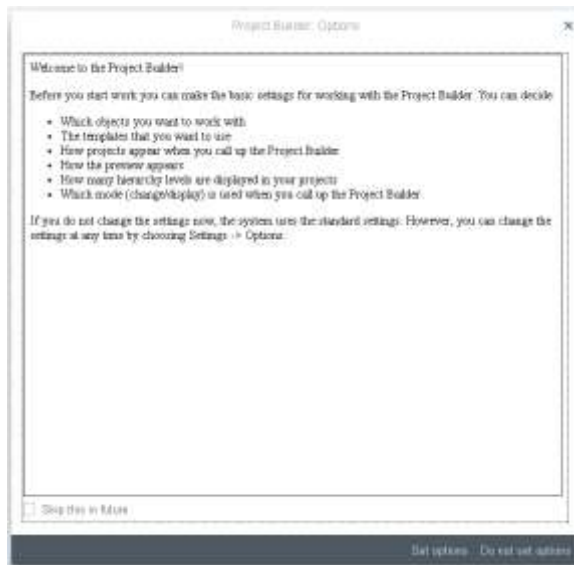 Project Builder: Options
Welcome to the Project Builder!
Before you start work you can make the basic settings for working with the Project Builder. You can decide
Which objects you want to work with
The templates that you want to use
How projects appear when you call up the Project Builder
How the preview appears
How many hierarchy levels are displayed in your projects
Which mode (change/display) is used when you call up the Project Builder
If you do not change the settings now, the system uses the standard settings. However, you can change the
settings at any time by choosing Settings -> Options.
Skip this in future
Set options Do not set options